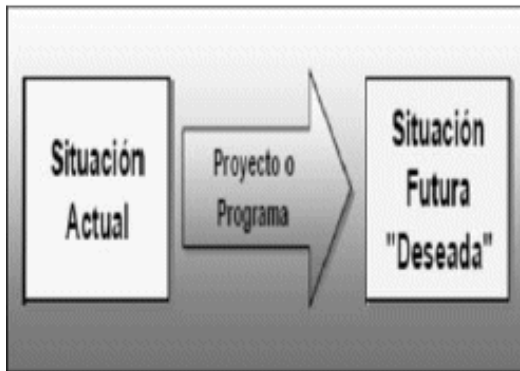 Situación
Actual
Proyecto o
Programa
Situación
Futura
"Deseada"